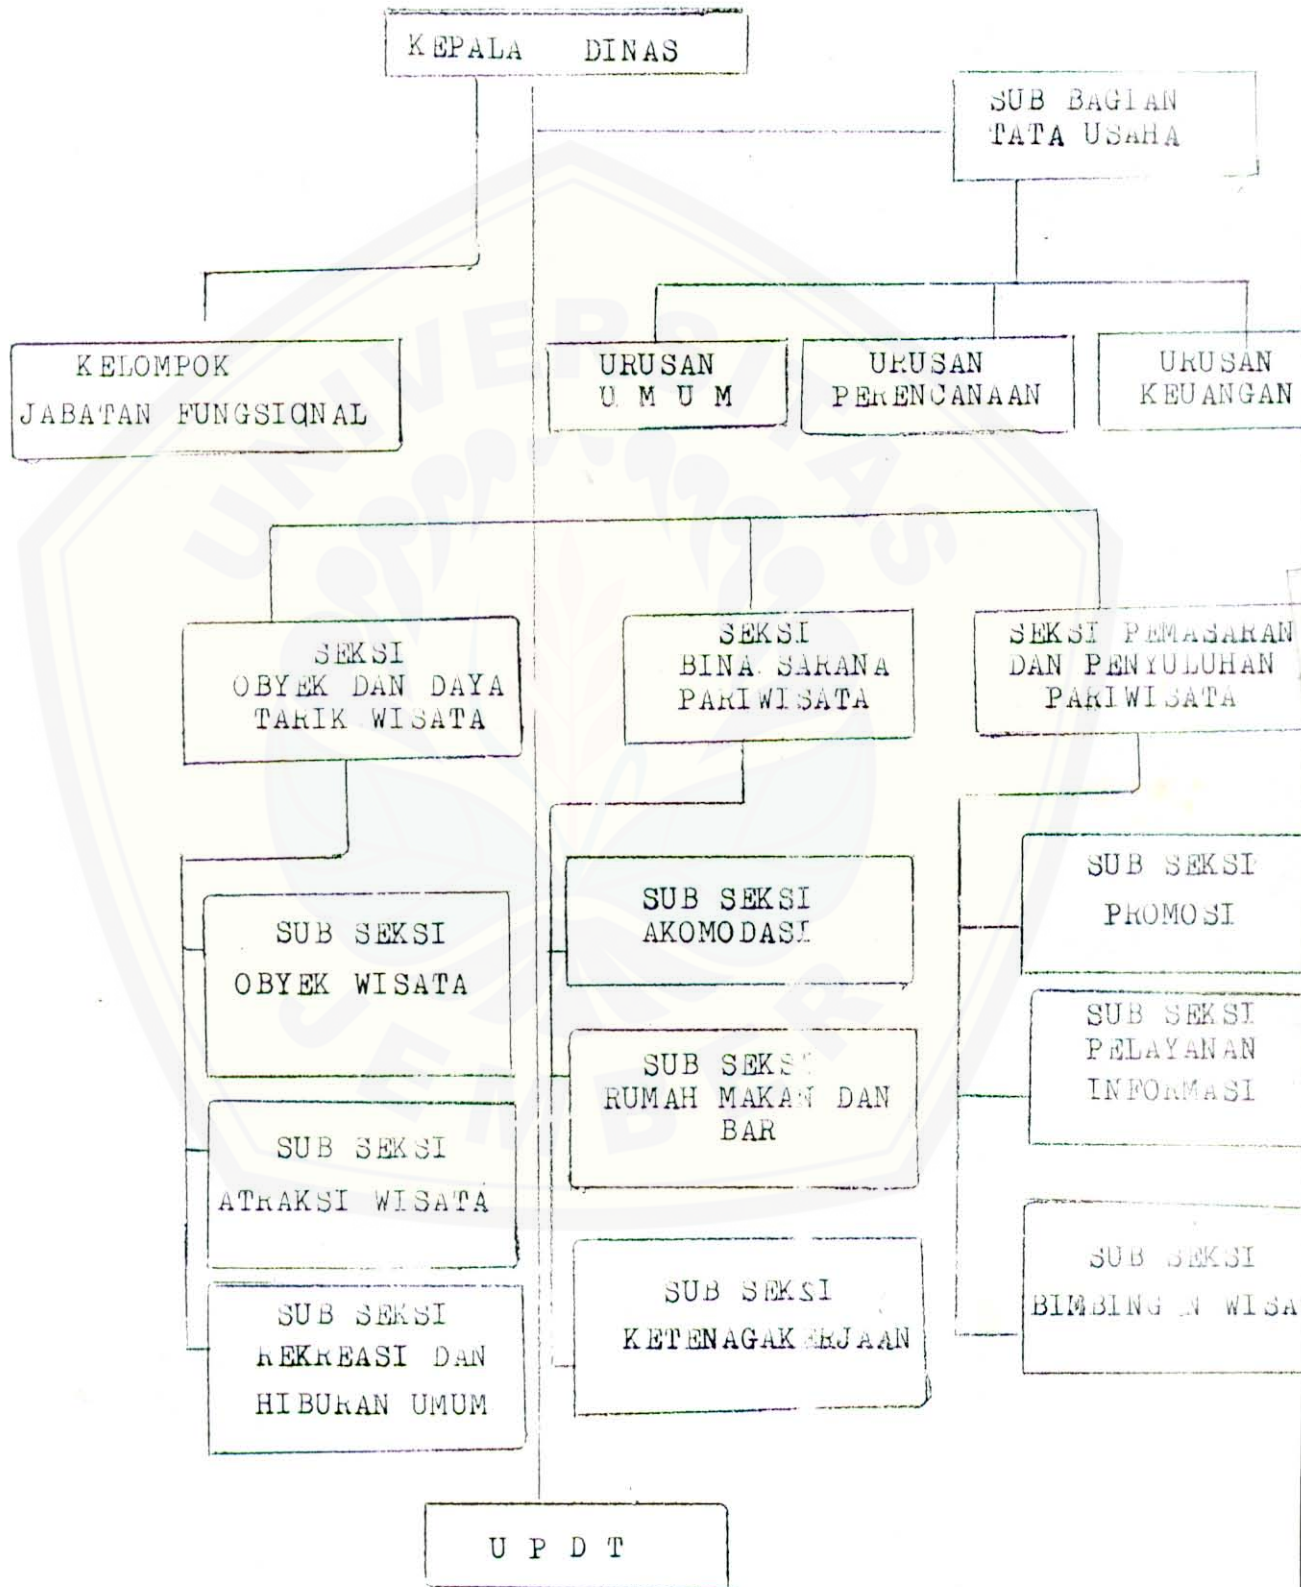 KEPALA DINAS
SUB BAGIAN
TATA USAHA
KELOMPOK
JABATAN FUNGSIONAL
URUSAN
U M U M
URUSAN
PERENCANAAN
URUSAN
KEUANGAN
SEKSI
OBYEK DAN DAYA
TARIK WISATA
SEKSI
BINA SARANA
PARIWISATA
SEKSI PEMASARAN
DAN PENYULUHAN
PARIWISATA
SUB SEKSI
OBYEK WISATA
SUB SEKSI
ATRAKSI WISATA
SUB SEKSI
REKREASI DAN
HIBURAN UMUM
SUB SEKSI
AKOMODASI
SUB SEKSI
RUMAH MAKAN DAN
BAR
SUB SEKSI
KETENAGAKERJAAN
SUB SEKSI
PROMOSI
SUB SEKSI
PELAYANAN
INFORMASI
SUB SEKSI
U P D T
UNIVERSITAS
JEMBER